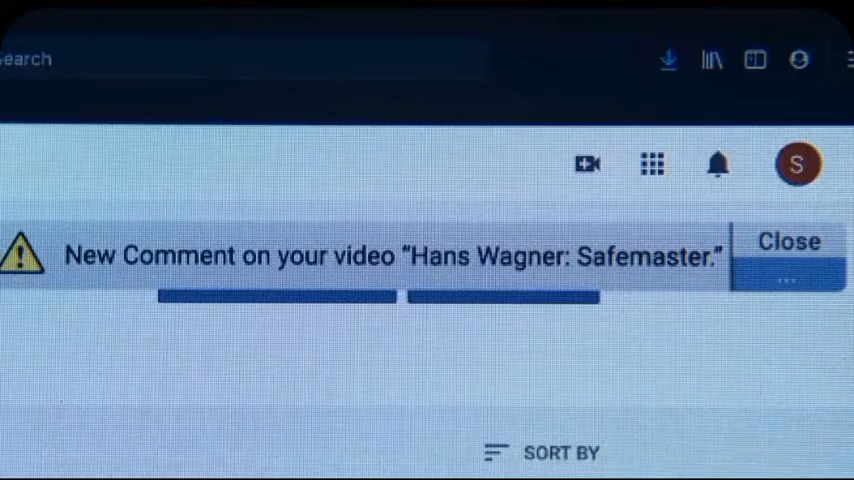 earch
S
New Comment on your video “Hans Wagner: Safemaster.”
Close
...
SORT BY